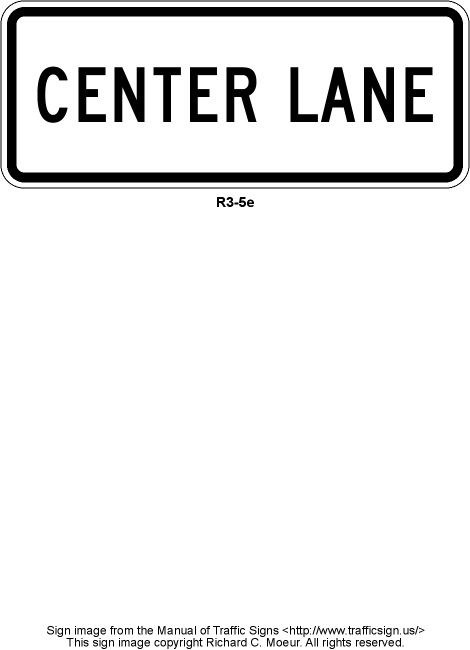 CENTER LANE
R3-5e
Sign image from the Manual of Traffic Signs <http://www.trafficsign.us/>
This sign image copyright Richard C. Moeur. All rights reserved.